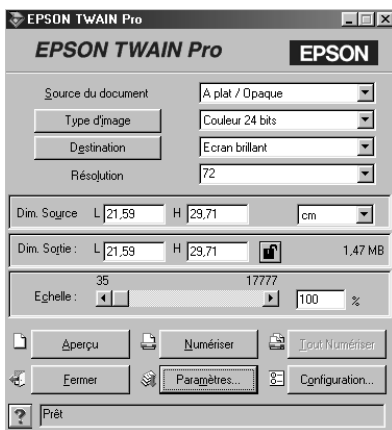 EPSON TWAIN Pro
EPSON TWAIN Pro EPSON
Source du document A plat / Opaque
Type d'image Couleur 24 bits
Destination Ecran brillant
Résolution 72
Dim. Source L 21,59 H 29,71 cm
Dim. Sortie : L 21,59 H 29,71 1,47 MB
35 17777
Echelle : 100 %
Aperçu Numériser Tout Numériser
Fermer Paramètres... Configuration...
? Prêt